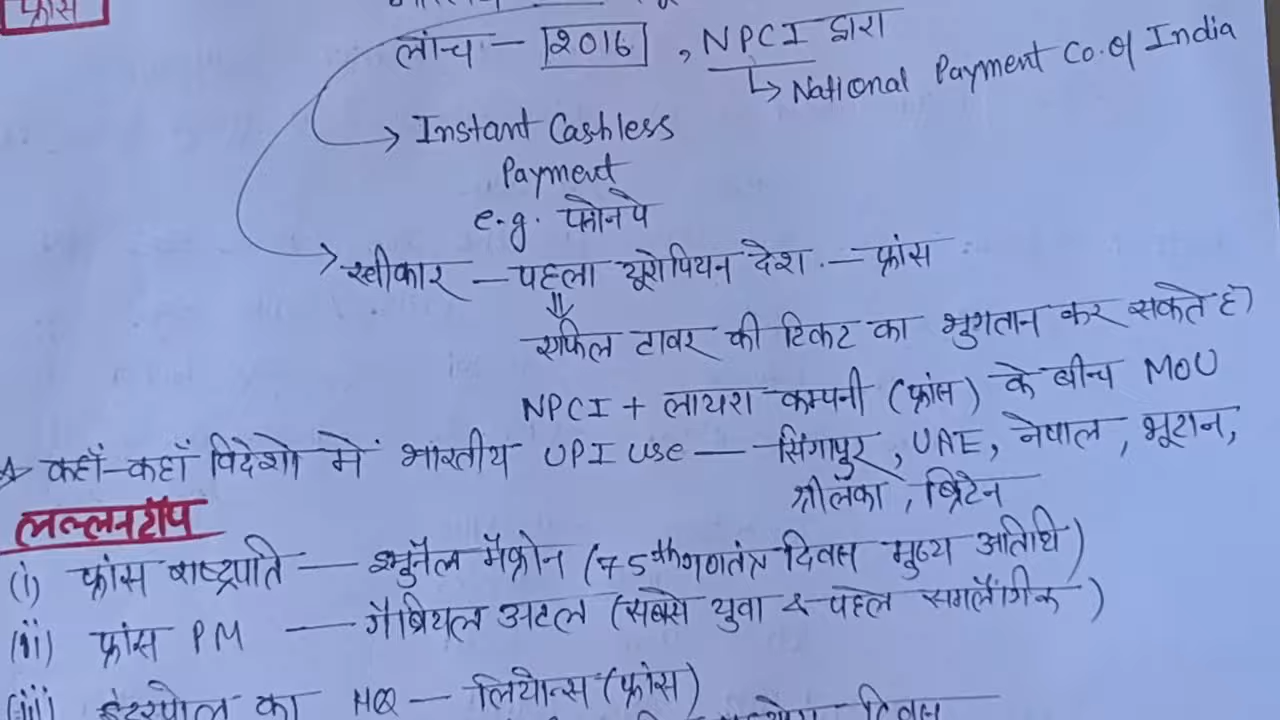 फ्रांस
लांच – 2016 , NPCI द्वारा
↳ National Payment Co. of India
→ Instant Cashless
Payment
e.g. फोनपे
→ स्वीकार – पहला यूरोपियन देश – फ्रांस
⇓
एफिल टावर की टिकट का भुगतान कर सकते है)
NPCI + लायरा कम्पनी (फ्रांस) के बीच MOU
कहाँ-कहाँ विदेशो में भारतीय UPI use — सिंगापुर, UAE, नेपाल, भूटान,
श्रीलंका, ब्रिटेन
लल्लनटॉप
(i) फ्रांस राष्ट्रपति — इम्नुैल मैक्रोन (75th गणतंत्र दिवस मुख्य अतिथि)
(ii) फ्रांस PM — गैब्रियल अटल (सबसे युवा & पहले समलैंगीक)
(iii) इंटरपोल का HQ — लियोन्स (फ्रांस)
दिवस